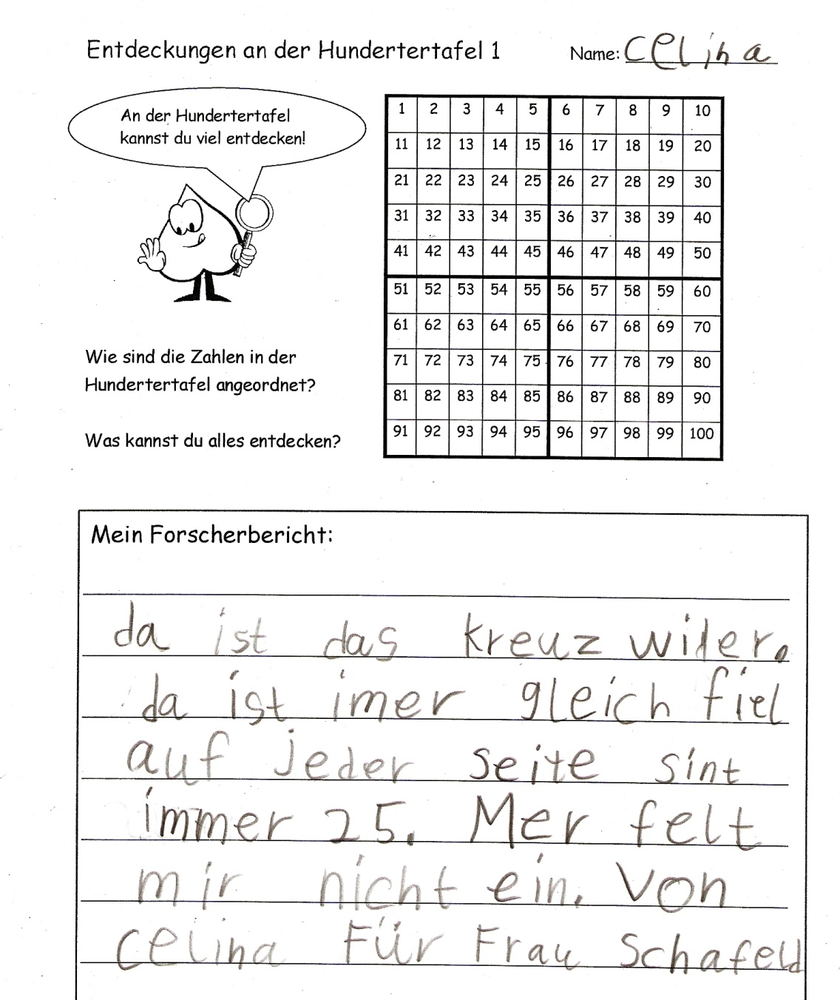 Entdeckungen an der Hundertertafel 1 Name: Celina
An der Hundertertafel
kannst du viel entdecken!
1 2 3 4 5 6 7 8 9 10
11 12 13 14 15 16 17 18 19 20
21 22 23 24 25 26 27 28 29 30
31 32 33 34 35 36 37 38 39 40
41 42 43 44 45 46 47 48 49 50
51 52 53 54 55 56 57 58 59 60
61 62 63 64 65 66 67 68 69 70
71 72 73 74 75 76 77 78 79 80
81 82 83 84 85 86 87 88 89 90
91 92 93 94 95 96 97 98 99 100
Wie sind die Zahlen in der
Hundertertafel angeordnet?
Was kannst du alles entdecken?
Mein Forscherbericht:
da ist das kreuz wider.
da ist imer gleich fiel
auf jeder seite sint
immer 25. Mer felt
mir nicht ein. Von
Celina Für Frau Schafeld